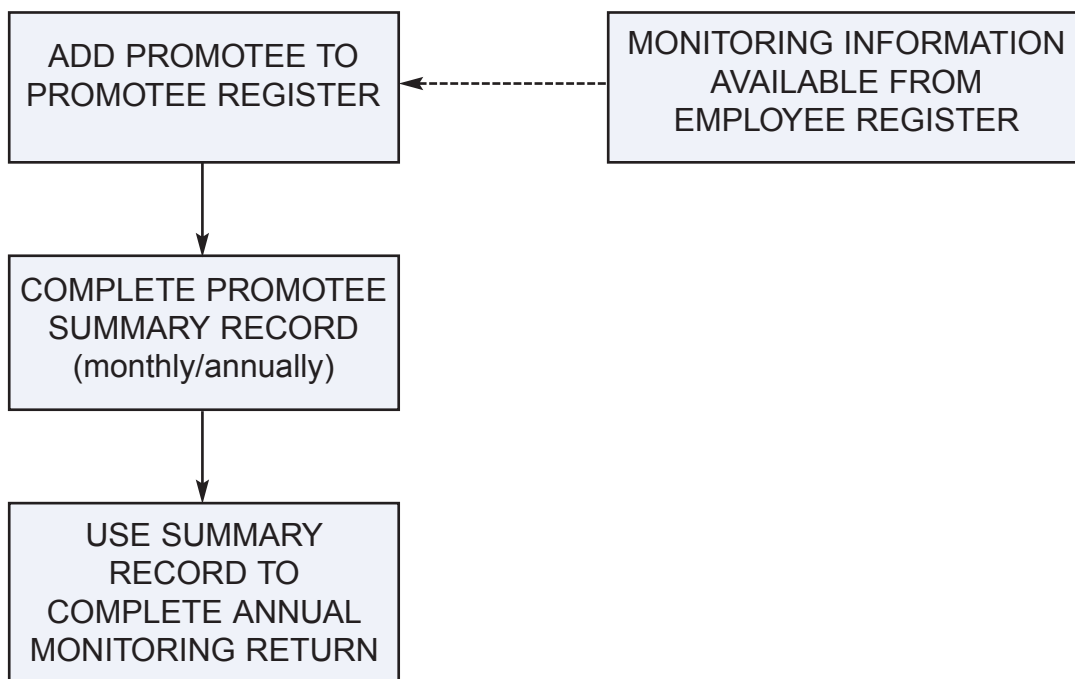 ADD PROMOTEE TO
PROMOTEE REGISTER
MONITORING INFORMATION
AVAILABLE FROM
EMPLOYEE REGISTER
COMPLETE PROMOTEE
SUMMARY RECORD
(monthly/annually)
USE SUMMARY
RECORD TO
COMPLETE ANNUAL
MONITORING RETURN